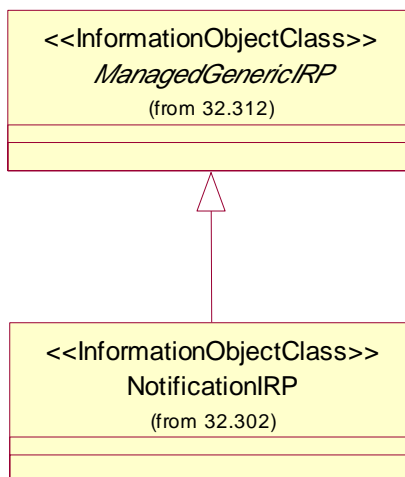 <<InformationObjectClass>>
ManagedGenericIRP
(from 32.312)
<<InformationObjectClass>>
NotificationIRP
(from 32.302)